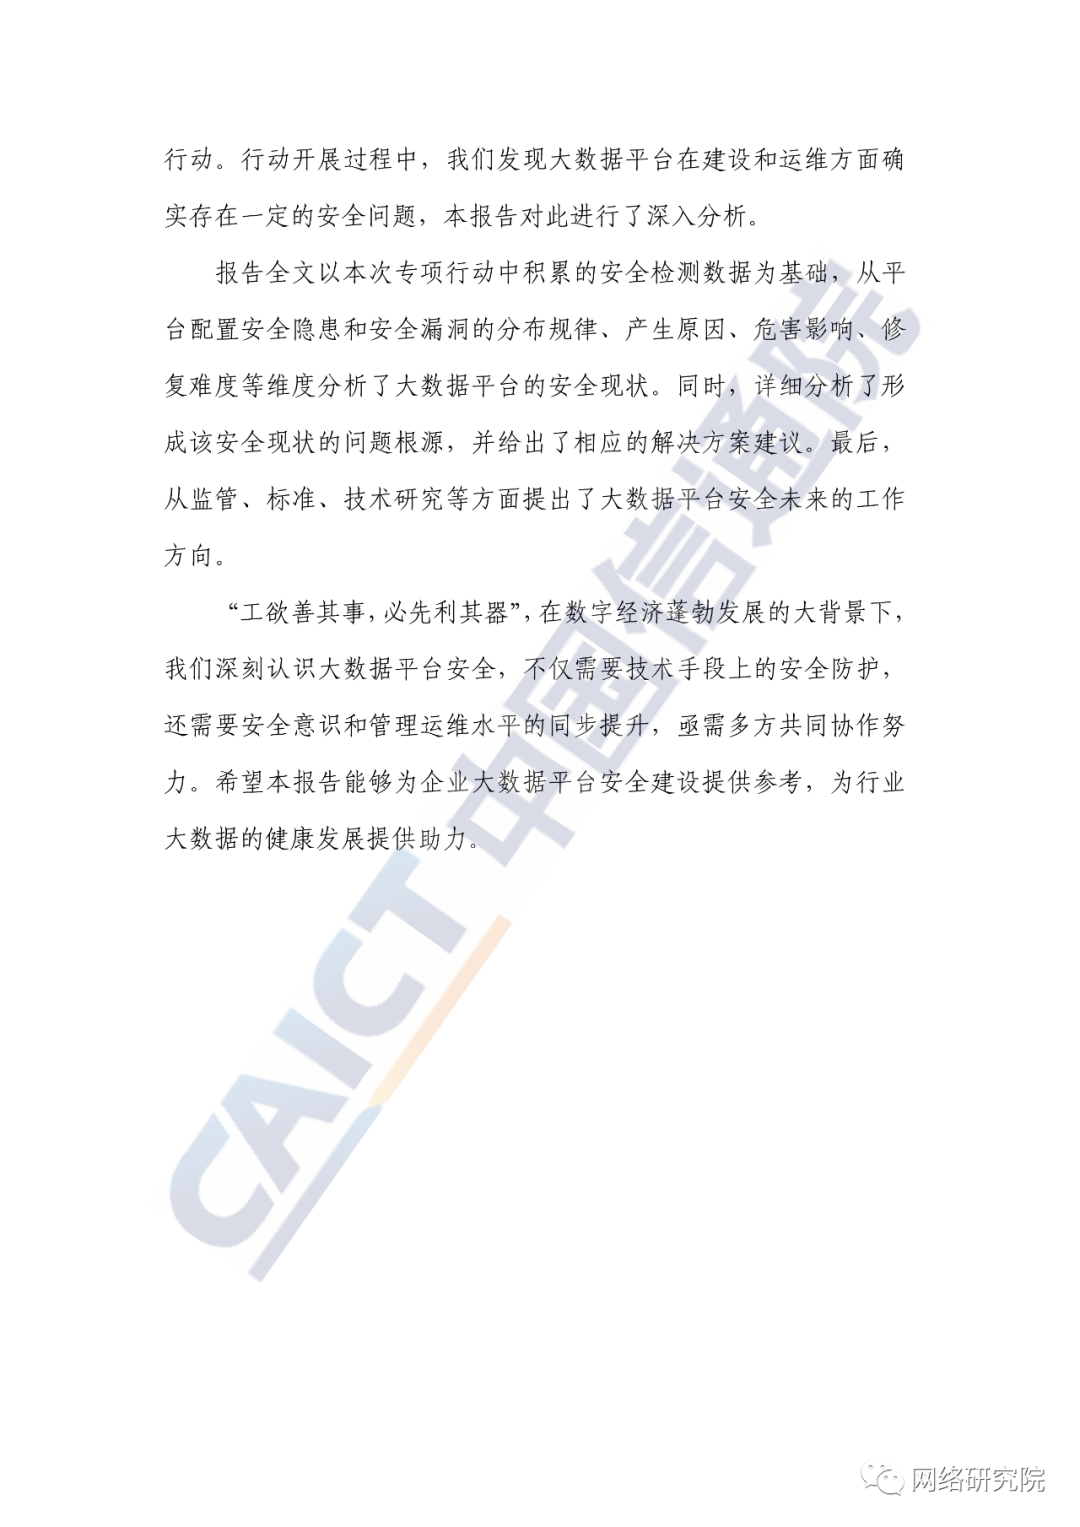 行动。行动开展过程中，我们发现大数据平台在建设和运维方面确
实存在一定的安全问题，本报告对此进行了深入分析。
报告全文以本次专项行动中积累的安全检测数据为基础，从平
台配置安全隐患和安全漏洞的分布规律、产生原因、危害影响、修
复难度等维度分析了大数据平台的安全现状。同时，详细分析了形
成该安全现状的问题根源，并给出了相应的解决方案建议。最后，
从监管、标准、技术研究等方面提出了大数据平台安全未来的工作
方向。
“工欲善其事，必先利其器”，在数字经济蓬勃发展的大背景下，
我们深刻认识大数据平台安全，不仅需要技术手段上的安全防护，
还需要安全意识和管理运维水平的同步提升，亟需多方共同协作努
力。希望本报告能够为企业大数据平台安全建设提供参考，为行业
大数据的健康发展提供助力。
CAICT 中国信通院
网络研究院